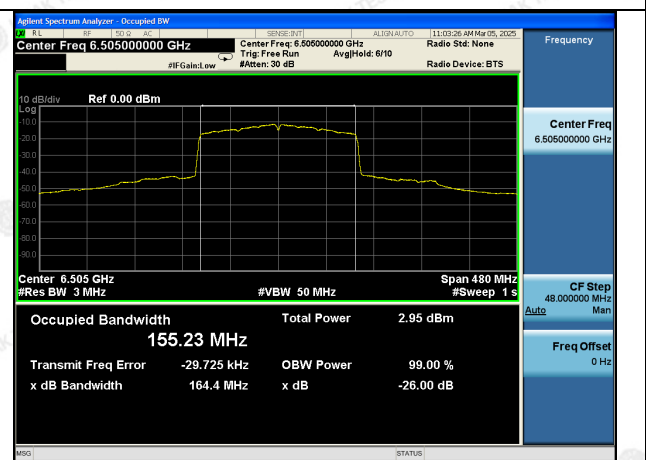 Agilent Spectrum Analyzer - Occupied BW
RL RF 50 Ω AC SENSE:INT ALIGN AUTO 11:03:26 AM Mar 05, 2025
Center Freq 6.505000000 GHz
Center Freq: 6.505000000 GHz
Radio Std: None
Trig: Free Run Avg|Hold: 6/10
#IFGain:Low #Atten: 30 dB Radio Device: BTS
10 dB/div Ref 0.00 dBm
Log
-10.0
-20.0
-30.0
-40.0
-50.0
-60.0
-70.0
-80.0
-90.0
Center 6.505 GHz Span 480 MHz
#Res BW 3 MHz #VBW 50 MHz #Sweep 1 s
Occupied Bandwidth Total Power 2.95 dBm
155.23 MHz
Transmit Freq Error -29.725 kHz OBW Power 99.00 %
x dB Bandwidth 164.4 MHz x dB -26.00 dB
MSG STATUS
Frequency
Center Freq
6.505000000 GHz
CF Step
48.000000 MHz
Auto Man
Freq Offset
0 Hz